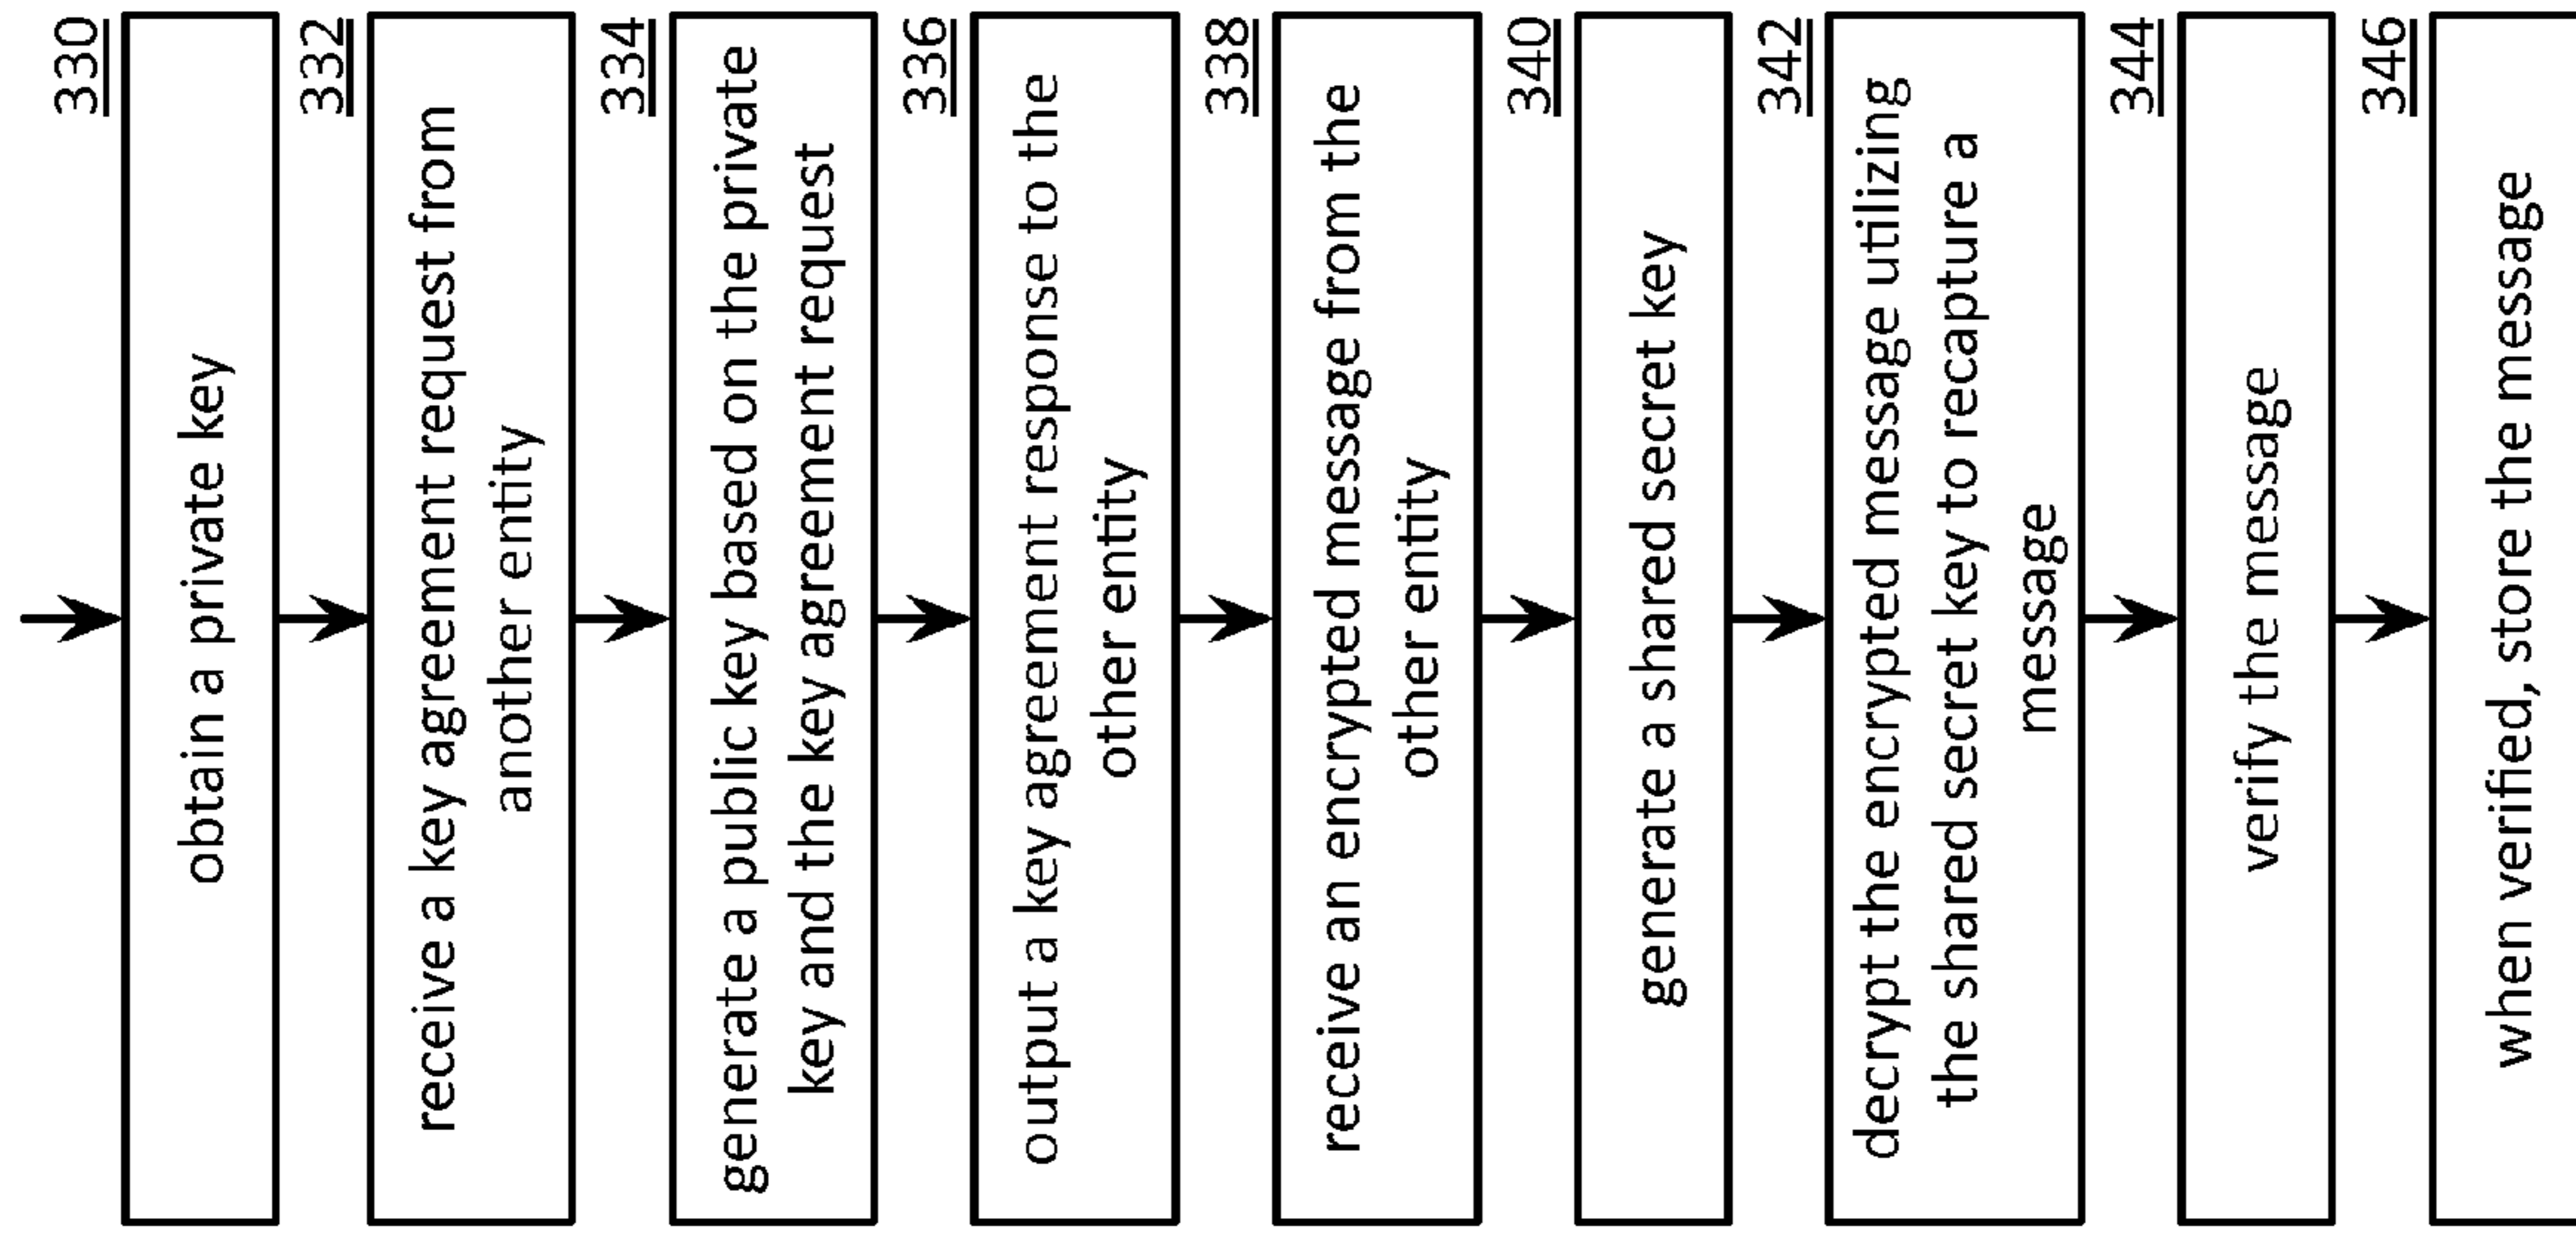 330
obtain a private key
332
receive a key agreement request from
another entity
334
generate a public key based on the private
key and the key agreement request
336
output a key agreement response to the
other entity
338
receive an encrypted message from the
other entity
340
generate a shared secret key
342
decrypt the encrypted message utilizing
the shared secret key to recapture a
message
344
verify the message
346
when verified, store the message